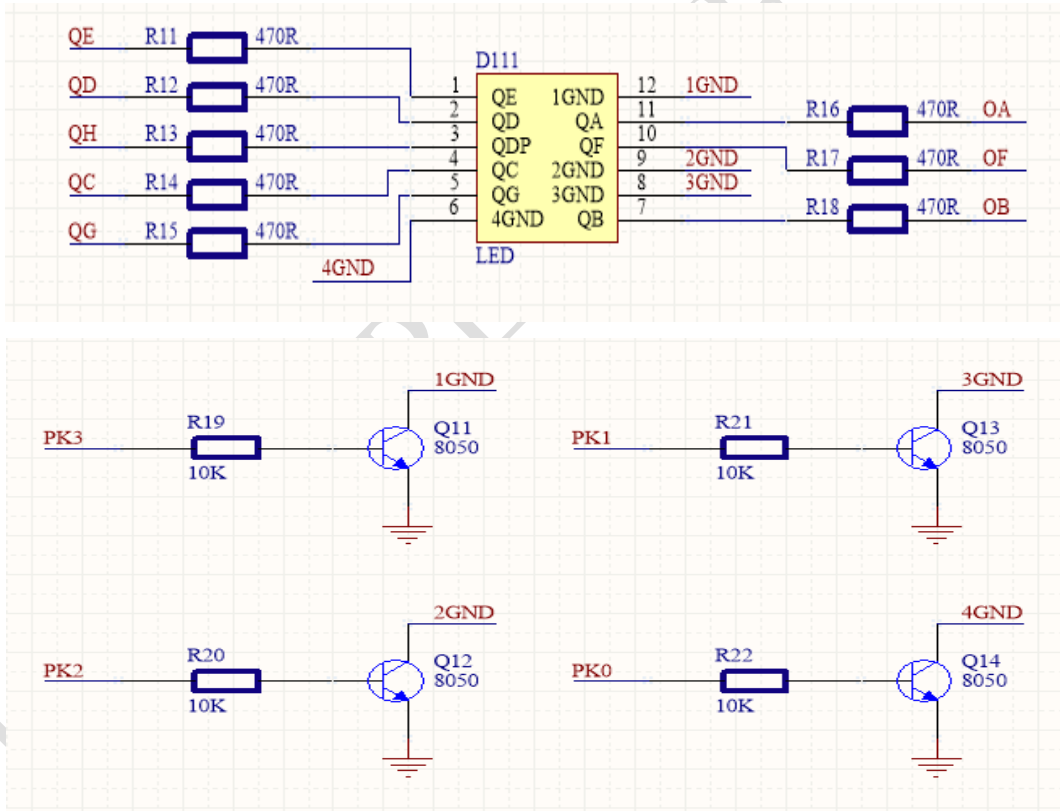 QE R11 470R
D111
QD R12 470R 1 QE 1GND 12 1GND
2 QD QA 11 R16 470R OA
QH R13 470R 3 QDP QF 10
QC R14 470R 4 QC 2GND 9 2GND R17 470R OF
5 QG 3GND 8 3GND
QG R15 470R 6 4GND QB 7 R18 470R OB
LED
4GND
1GND 3GND
R19 R21
PK3 Q11 PK1 Q13
8050 8050
10K 10K
2GND 4GND
R20 R22
PK2 Q12 PK0 Q14
8050 8050
10K 10K